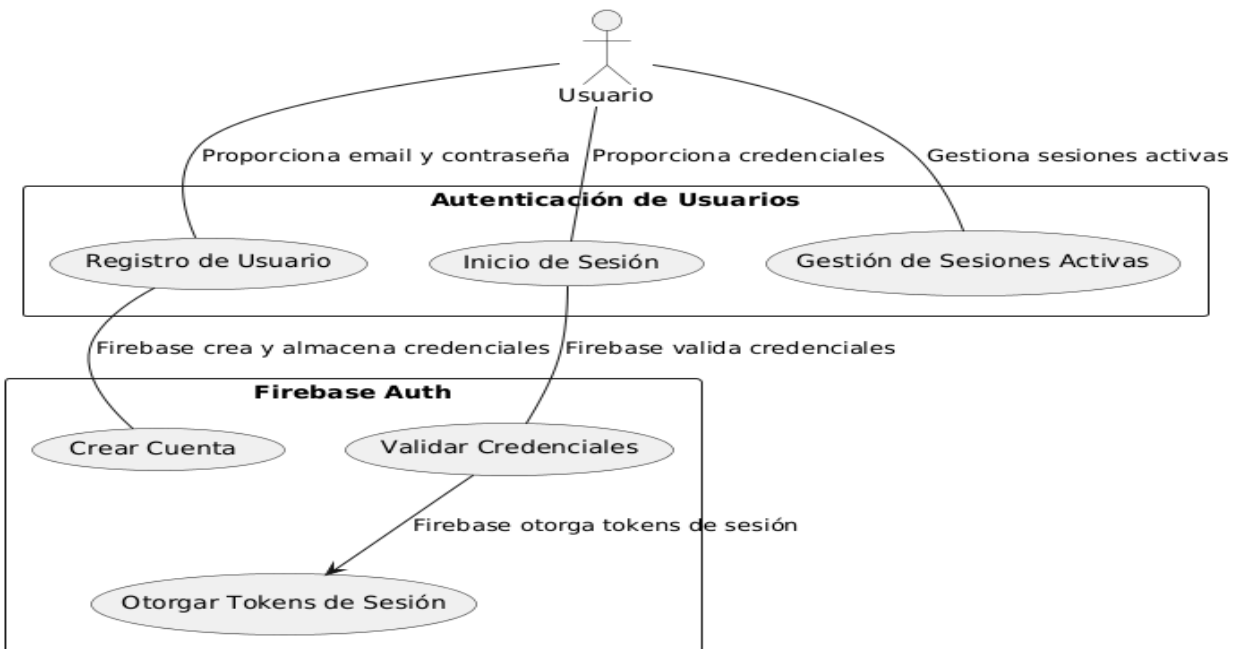 Usuario
Proporciona email y contraseña
Proporciona credenciales
Gestiona sesiones activas
Autenticación de Usuarios
Registro de Usuario
Inicio de Sesión
Gestión de Sesiones Activas
Firebase crea y almacena credenciales
Firebase valida credenciales
Firebase Auth
Crear Cuenta
Validar Credenciales
Firebase otorga tokens de sesión
Otorgar Tokens de Sesión